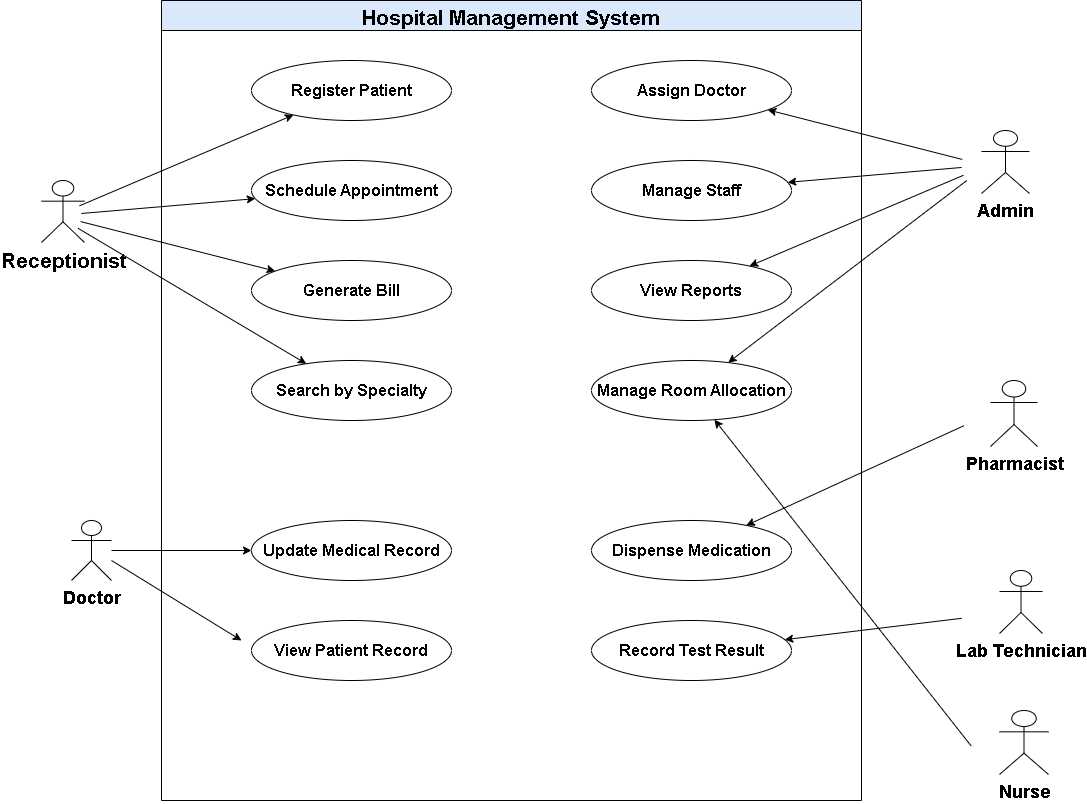 Hospital Management System
Register Patient
Assign Doctor
Schedule Appointment
Manage Staff
Admin
Receptionist
Generate Bill
View Reports
Search by Specialty
Manage Room Allocation
Pharmacist
Update Medical Record
Dispense Medication
Doctor
View Patient Record
Record Test Result
Lab Technician
Nurse